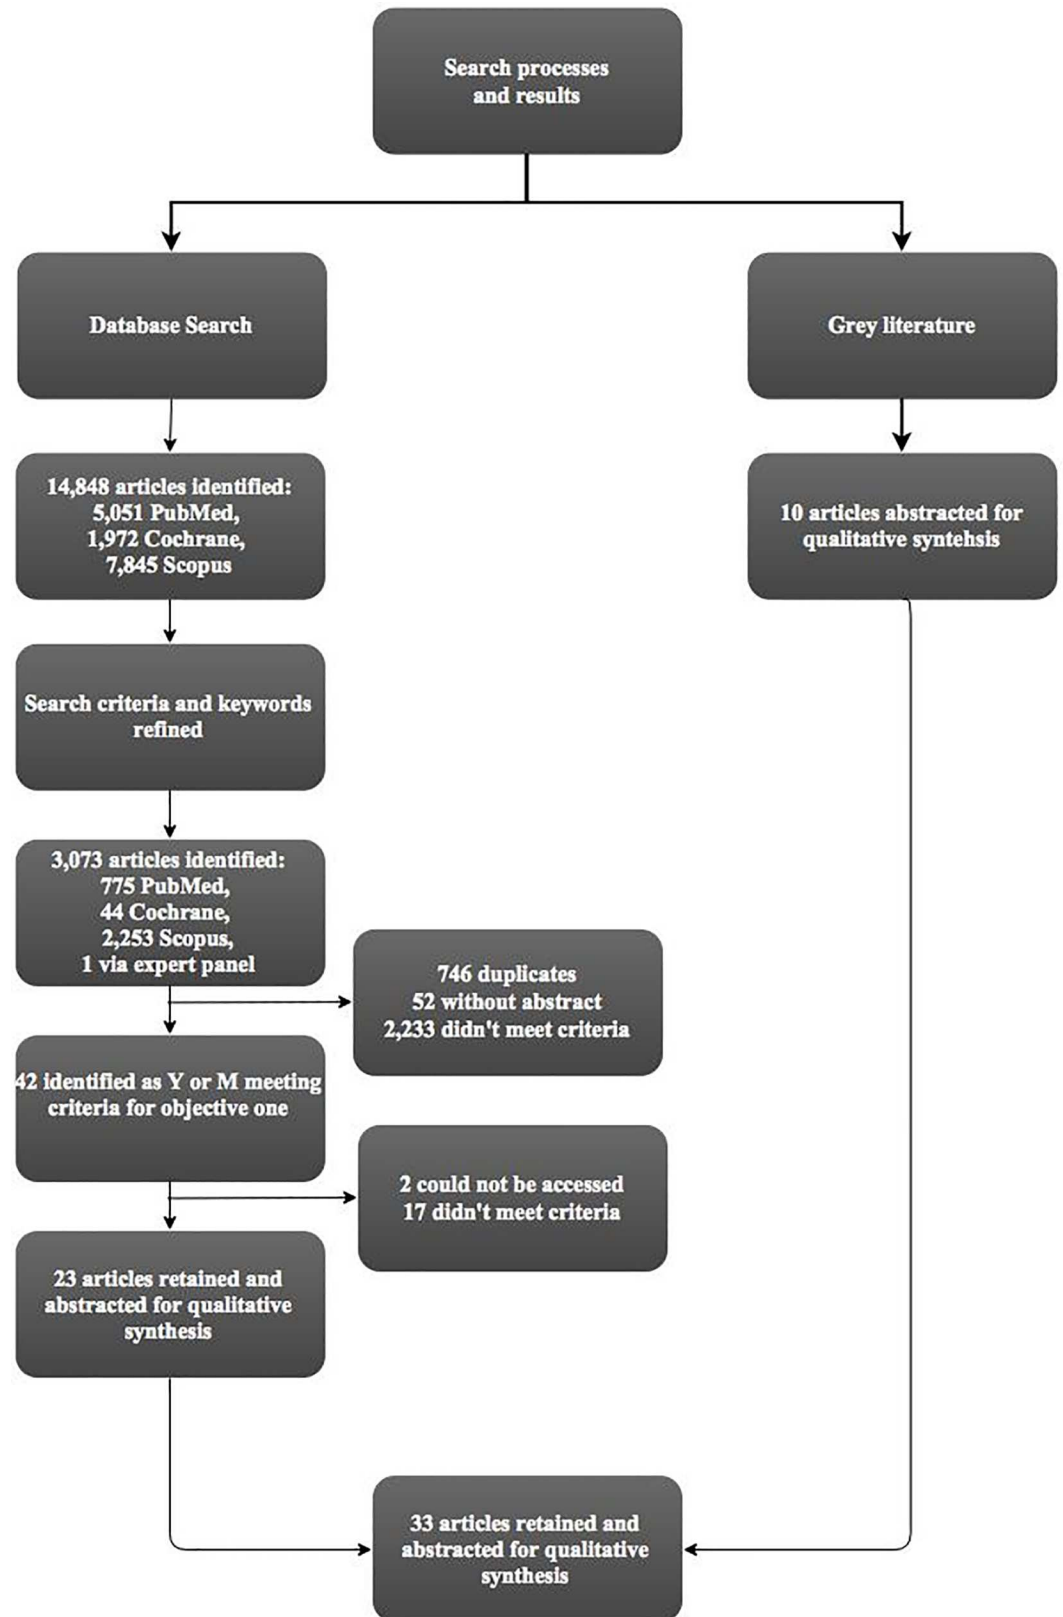 Search processes
and results
Database Search
Grey literature
14,848 articles identified:
5,051 PubMed,
1,972 Cochrane,
7,845 Scopus
10 articles abstracted for
qualitative syntehsis
Search criteria and keywords
refined
3,073 articles identified:
775 PubMed,
44 Cochrane,
2,253 Scopus,
1 via expert panel
746 duplicates
52 without abstract
2,233 didn't meet criteria
42 identified as Y or M meeting
criteria for objective one
2 could not be accessed
17 didn't meet criteria
23 articles retained and
abstracted for qualitative
synthesis
33 articles retained and
abstracted for qualitative
synthesis